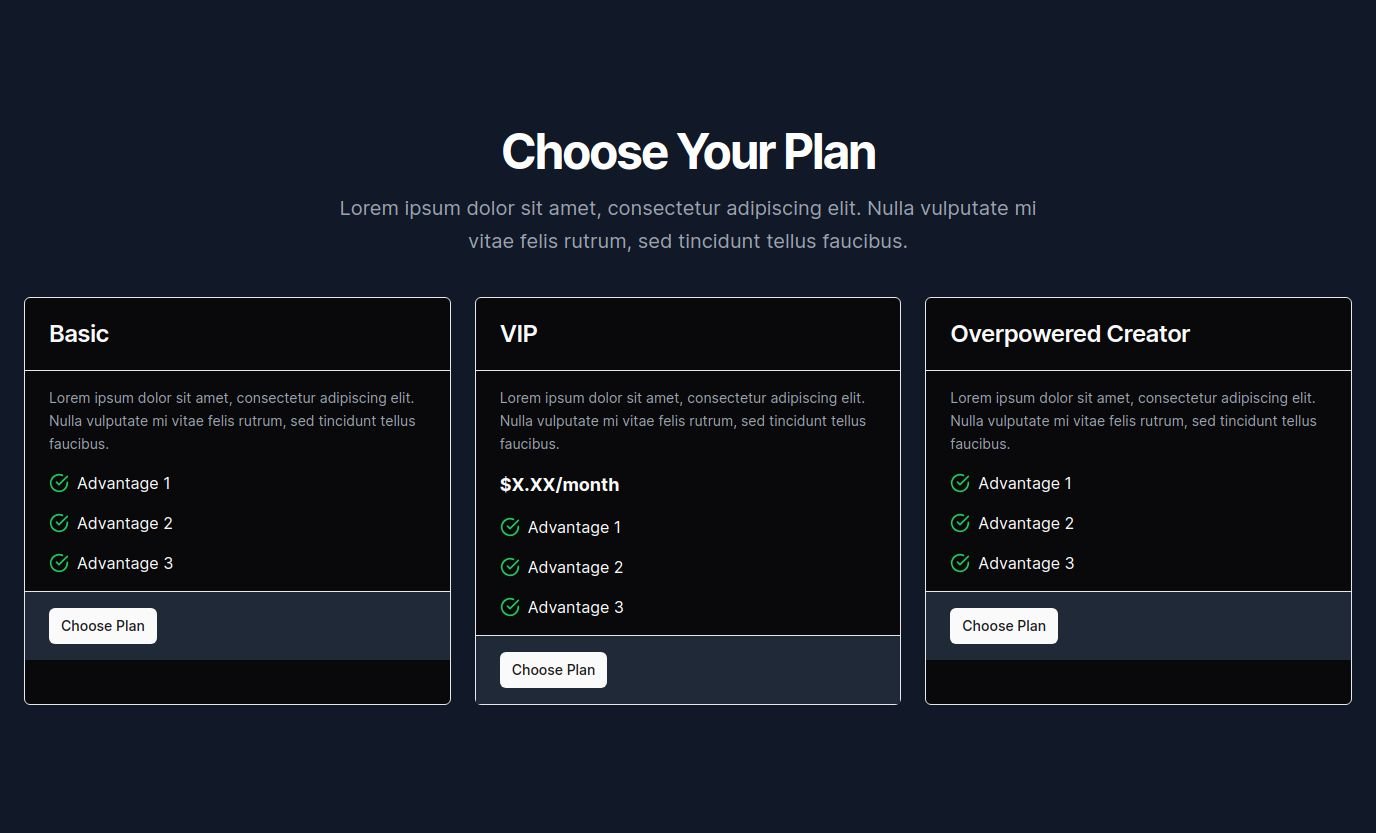 Choose Your Plan
Lorem ipsum dolor sit amet, consectetur adipiscing elit. Nulla vulputate mi
vitae felis rutrum, sed tincidunt tellus faucibus.
Basic
Lorem ipsum dolor sit amet, consectetur adipiscing elit.
Nulla vulputate mi vitae felis rutrum, sed tincidunt tellus
faucibus.
Advantage 1
Advantage 2
Advantage 3
Choose Plan
VIP
Lorem ipsum dolor sit amet, consectetur adipiscing elit.
Nulla vulputate mi vitae felis rutrum, sed tincidunt tellus
faucibus.
$X.XX/month
Advantage 1
Advantage 2
Advantage 3
Choose Plan
Overpowered Creator
Lorem ipsum dolor sit amet, consectetur adipiscing elit.
Nulla vulputate mi vitae felis rutrum, sed tincidunt tellus
faucibus.
Advantage 1
Advantage 2
Advantage 3
Choose Plan